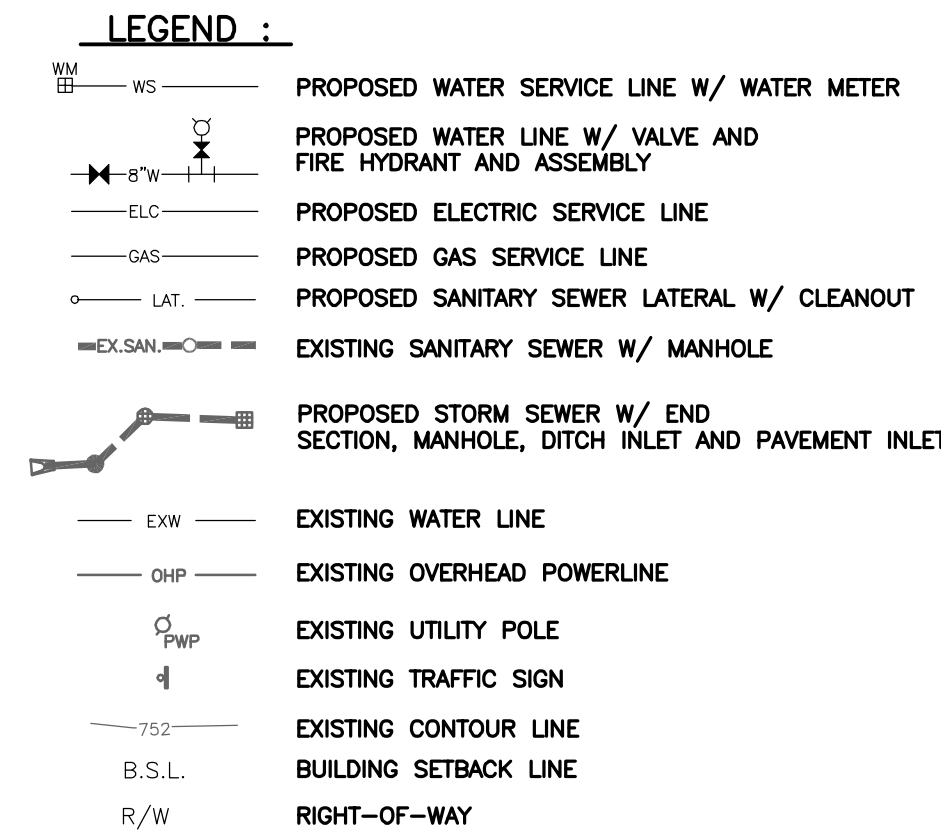 LEGEND :
WM
WS PROPOSED WATER SERVICE LINE W/ WATER METER
PROPOSED WATER LINE W/ VALVE AND
8"W FIRE HYDRANT AND ASSEMBLY
ELC PROPOSED ELECTRIC SERVICE LINE
GAS PROPOSED GAS SERVICE LINE
LAT. PROPOSED SANITARY SEWER LATERAL W/ CLEANOUT
EX.SAN. EXISTING SANITARY SEWER W/ MANHOLE
PROPOSED STORM SEWER W/ END
SECTION, MANHOLE, DITCH INLET AND PAVEMENT INLET
EXW EXISTING WATER LINE
OHP EXISTING OVERHEAD POWERLINE
PWP EXISTING UTILITY POLE
EXISTING TRAFFIC SIGN
752 EXISTING CONTOUR LINE
B.S.L. BUILDING SETBACK LINE
R/W RIGHT-OF-WAY